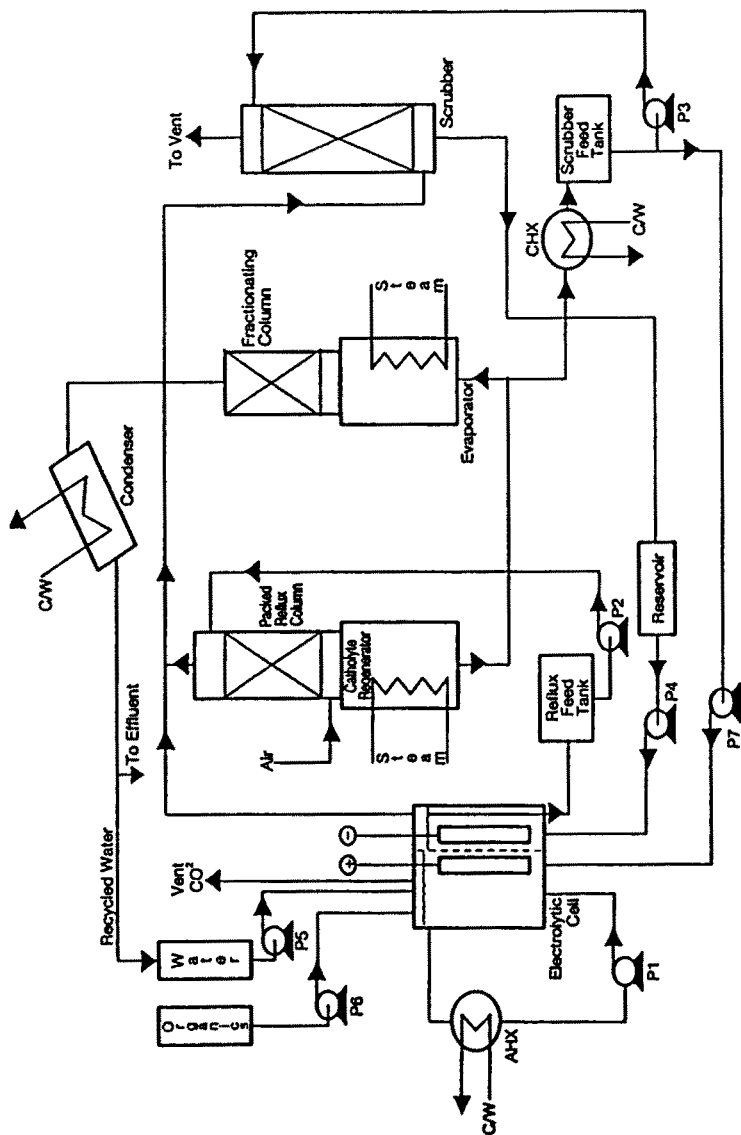 To Vent
Scrubber
P3
Scrubber
Feed
Tank
CHX
C/W
Fractionating
Column
Steam
Evaporator
Condenser
C/W
Packed
Reflux
Column
Catholyte
Regenerator
Steam
Air
P2
Reflux
Feed
Tank
Reservoir
P4
P7
To Effluent
Recycled Water
Vent
CO²
+
-
Electrolytic
Cell
Water
P5
Organics
P6
P1
AHX
C/W